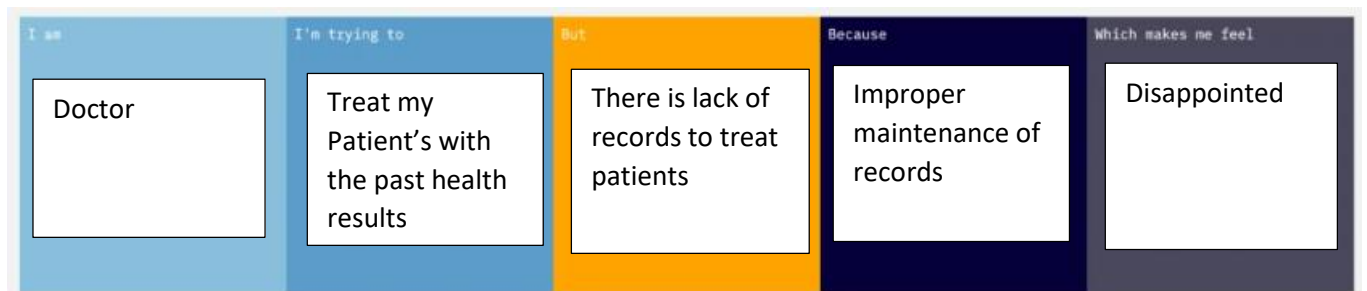 I am
Doctor
I'm trying to
Treat my
Patient’s with
the past health
results
But
There is lack of
records to treat
patients
Because
Improper
maintenance of
records
Which makes me feel
Disappointed